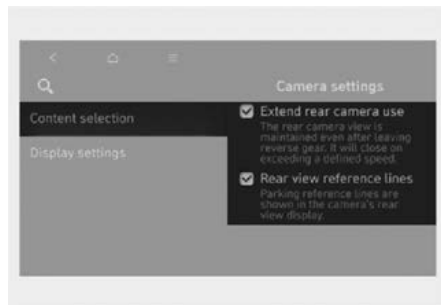 Camera settings
Content selection
Extend rear camera use
The rear camera view is
maintained even after leaving
reverse gear. It will close on
exceeding a defined speed.
Display settings
Rear view reference lines
Parking reference lines are
shown in the camera's rear
view display.